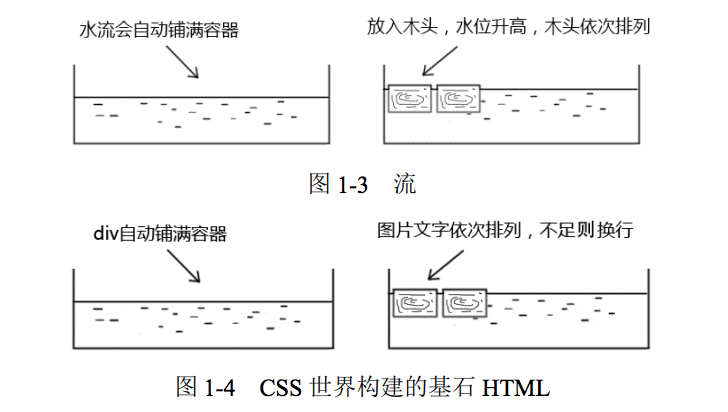 水流会自动铺满容器
放入木头，水位升高，木头依次排列
图 1-3 流
div自动铺满容器
图片文字依次排列，不足则换行
图 1-4 CSS 世界构建的基石 HTML